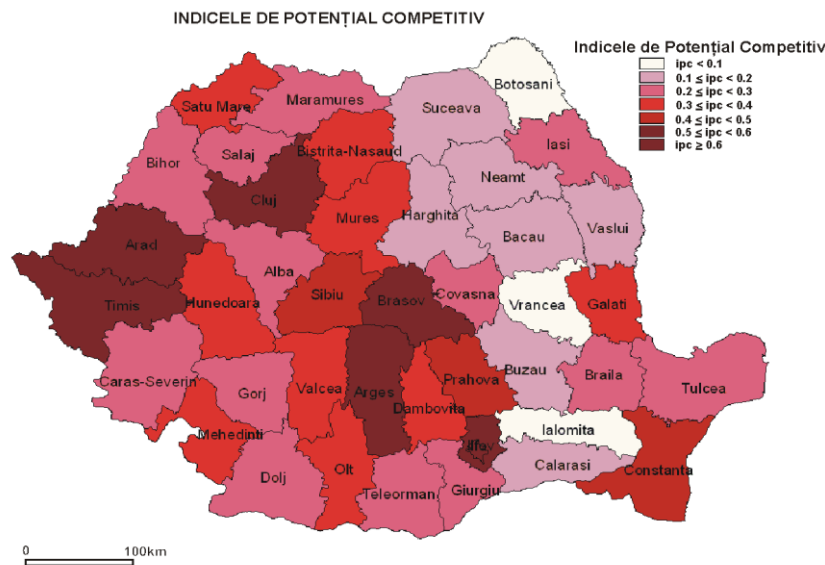 INDICELE DE POTENȚIAL COMPETITIV
Indicele de Potențial Competitiv
ipc < 0.1
0.1 ≤ ipc < 0.2
0.2 ≤ ipc < 0.3
0.3 ≤ ipc < 0.4
0.4 ≤ ipc < 0.5
0.5 ≤ ipc < 0.6
ipc ≥ 0.6
Botosani
Satu Mare
Maramures
Suceava
Iasi
Bihor
Salaj
Bistrita-Nasaud
Neamt
Cluj
Mures
Harghita
Bacau
Vaslui
Arad
Alba
Timis
Hunedoara
Sibiu
Brasov
Covasna
Vrancea
Galati
Caras-Severin
Gorj
Valcea
Arges
Prahova
Buzau
Braila
Tulcea
Dambovita
Mehedinti
Ilfov
Ialomita
Dolj
Olt
Teleorman
Giurgiu
Calarasi
Constanta
0
100km